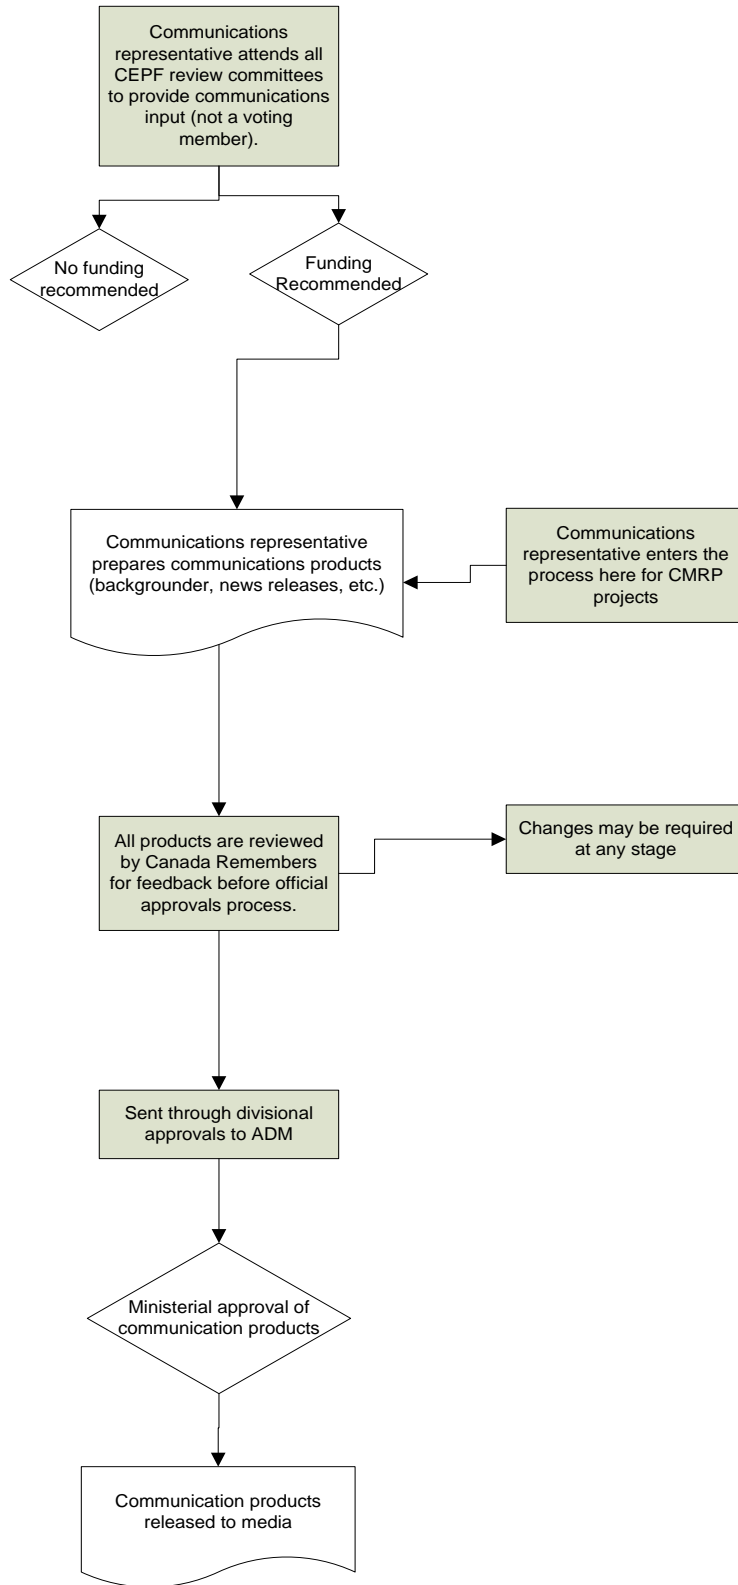 Communications
representative attends all
CEPF review committees
to provide communications
input (not a voting
member).
No funding
recommended
Funding
Recommended
Communications representative
prepares communications products
(backgrounder, news releases, etc.)
Communications
representative enters the
process here for CMRP
projects
All products are reviewed
by Canada Remembers
for feedback before official
approvals process.
Changes may be required
at any stage
Sent through divisional
approvals to ADM
Ministerial approval of
communication products
Communication products
released to media